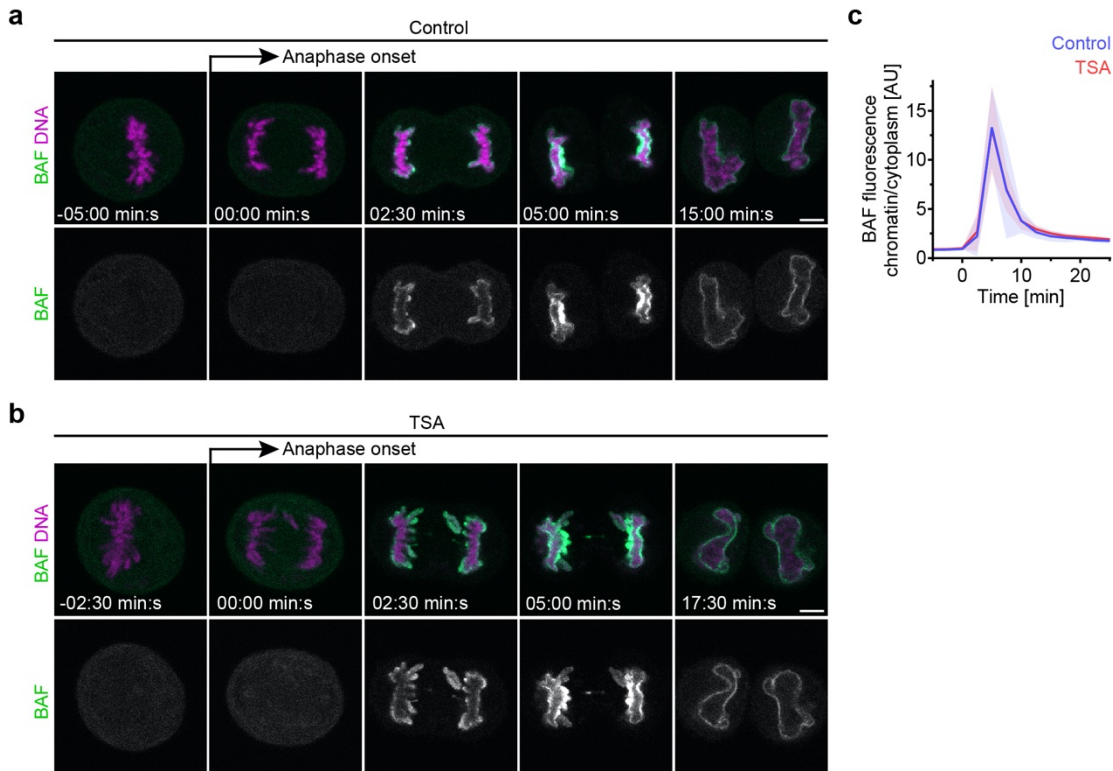 a
Control
Anaphase onset
BAF DNA
-05:00 min:s
00:00 min:s
02:30 min:s
05:00 min:s
15:00 min:s
BAF
b
TSA
Anaphase onset
BAF DNA
-02:30 min:s
00:00 min:s
02:30 min:s
05:00 min:s
17:30 min:s
BAF
c
Control
TSA
BAF fluorescence
chromatin/cytoplasm [AU]
15
10
5
0
0
10
20
Time [min]